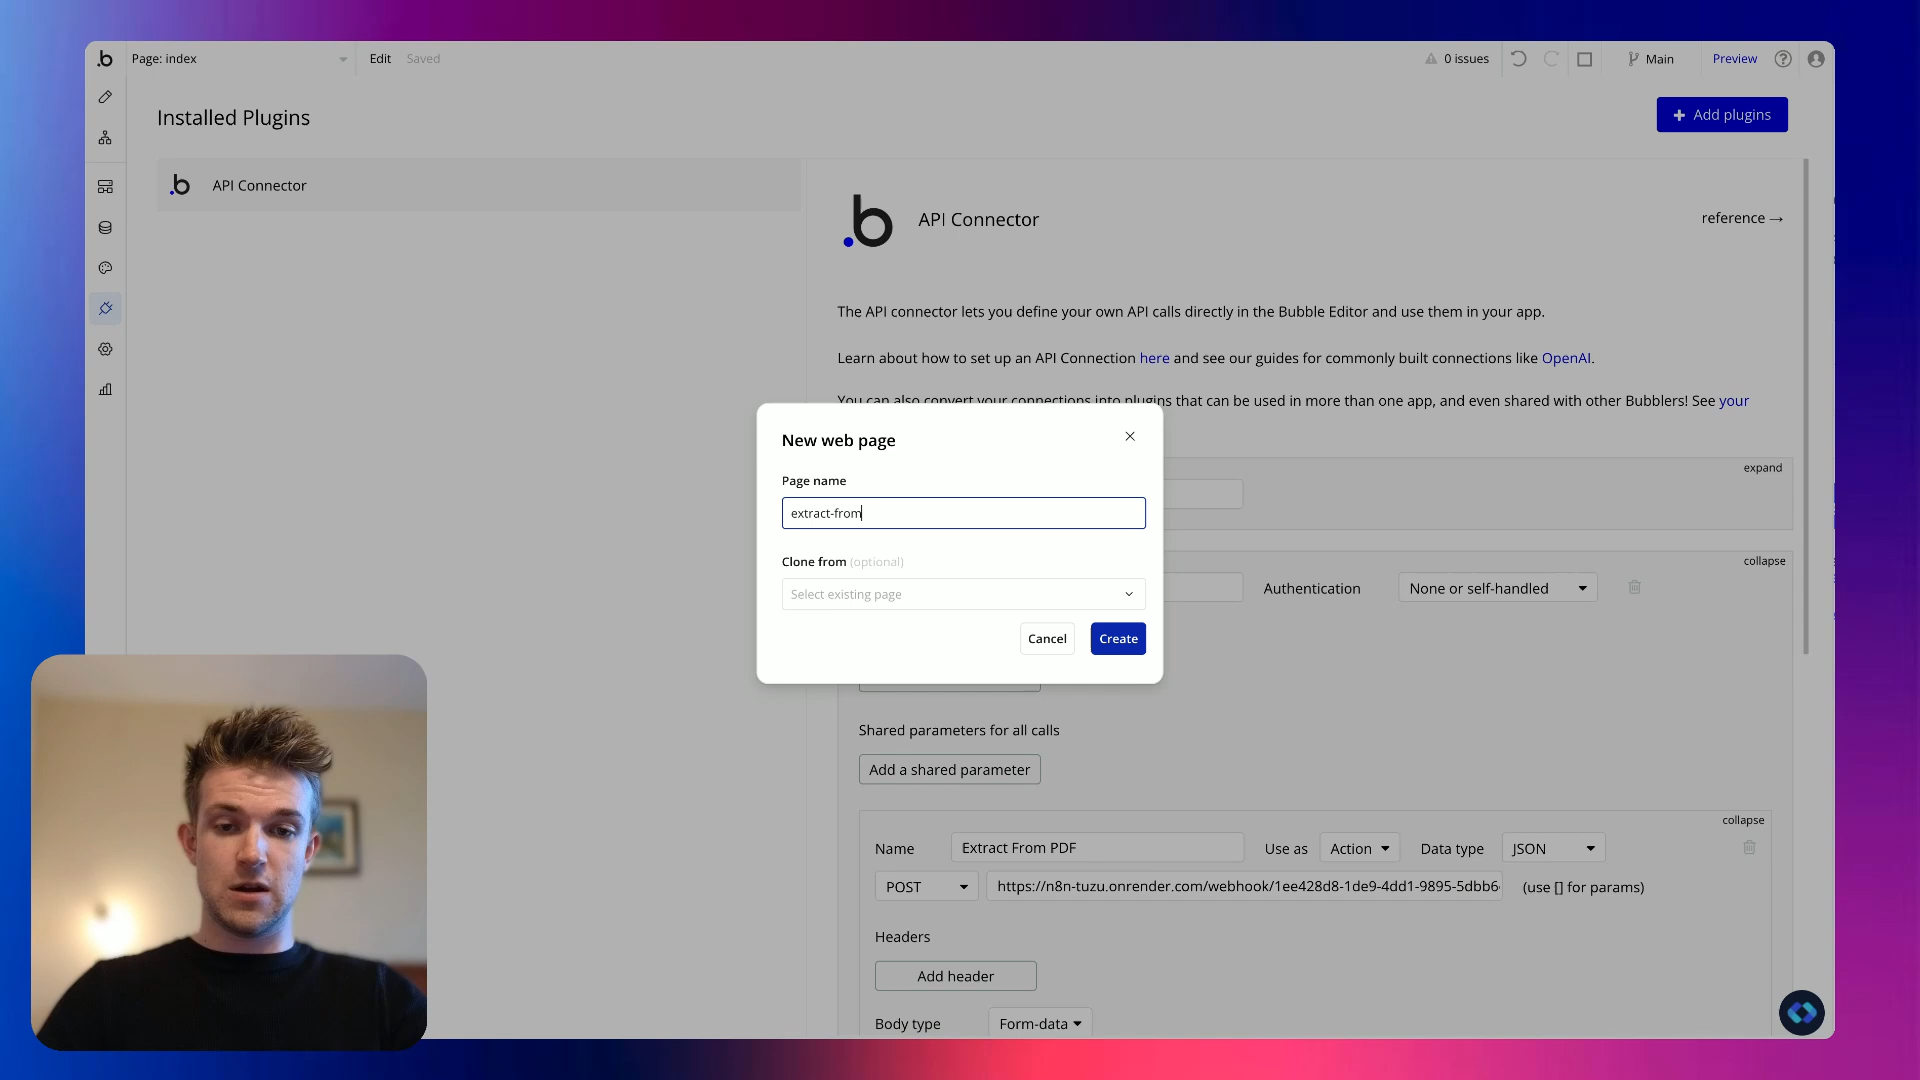 Page: index
Edit
Saved
0 issues
Main
Preview
Installed Plugins
Add plugins
API Connector
API Connector
reference →
The API connector lets you define your own API calls directly in the Bubble Editor and use them in your app.
Learn about how to set up an API Connection here and see our guides for commonly built connections like OpenAI.
You can also convert your connections into plugins that can be used in more than one app, and even shared with other Bubblers! See your
New web page
Page name
extract-from
Clone from (optional)
Select existing page
Cancel
Create
expand
collapse
Authentication
None or self-handled
Shared parameters for all calls
Add a shared parameter
collapse
Name
Extract From PDF
Use as
Action
Data type
JSON
POST
https://n8n-tuzu.onrender.com/webhook/1ee428d8-1de9-4dd1-9895-5dbb6
(use [] for params)
Headers
Add header
Body type
Form-data